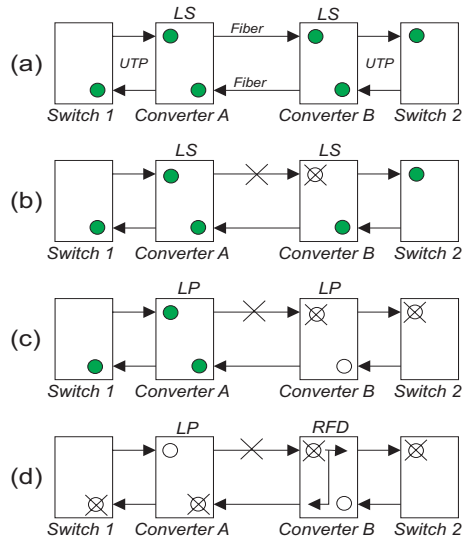 LS LS
Fiber
(a) UTP Fiber UTP
Switch 1 Converter A Converter B Switch 2
LS LS
(b)
Switch 1 Converter A Converter B Switch 2
LP LP
(c)
Switch 1 Converter A Converter B Switch 2
LP RFD
(d)
Switch 1 Converter A Converter B Switch 2